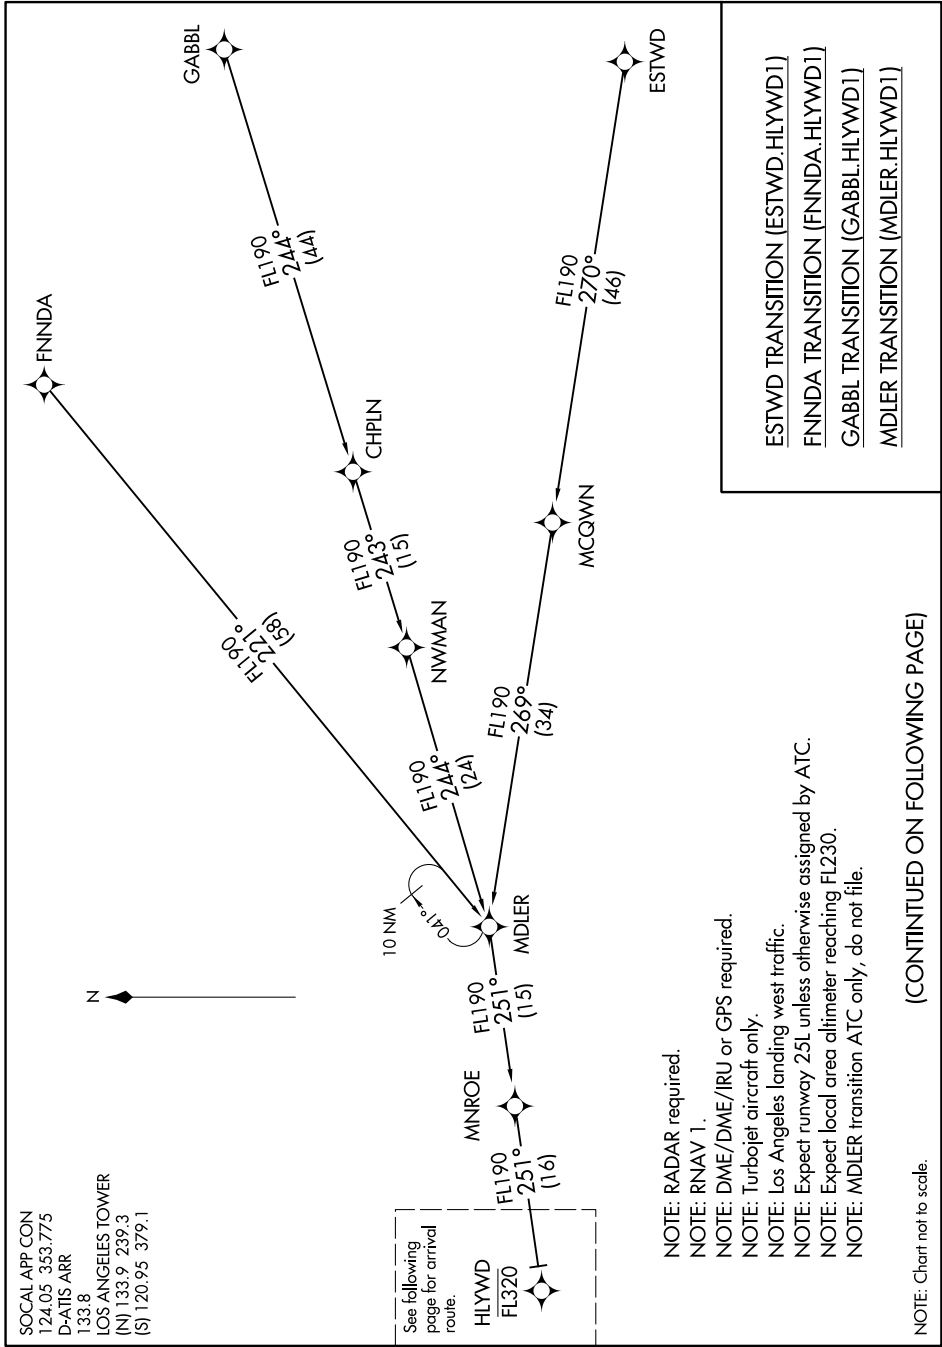 SOCAL APP CON
124.05 353.775
D-ATIS ARR
133.8
LOS ANGELES TOWER
(N) 133.9 239.3
(S) 120.95 379.1
N
FNNDA
GABBL
FL190
221°
(58)
FL190
244°
(44)
CHPLN
FL190
243°
(15)
NWMAN
FL190
244°
(24)
10 NM
041°
MDLER
ESTWD
FL190
270°
(46)
MCQWN
FL190
269°
(34)
FL190
251°
(15)
MNROE
FL190
251°
(16)
See following
page for arrival
route.
HLYWD
FL320
NOTE: RADAR required.
NOTE: RNAV 1.
NOTE: DME/DME/IRU or GPS required.
NOTE: Turbojet aircraft only.
NOTE: Los Angeles landing west traffic.
NOTE: Expect runway 25L unless otherwise assigned by ATC.
NOTE: Expect local area altimeter reaching FL230.
NOTE: MDLER transition ATC only, do not file.
ESTWD TRANSITION (ESTWD.HLYWD1)
FNNDA TRANSITION (FNNDA.HLYWD1)
GABBL TRANSITION (GABBL.HLYWD1)
MDLER TRANSITION (MDLER.HLYWD1)
(CONTINTUED ON FOLLOWING PAGE)
NOTE: Chart not to scale.